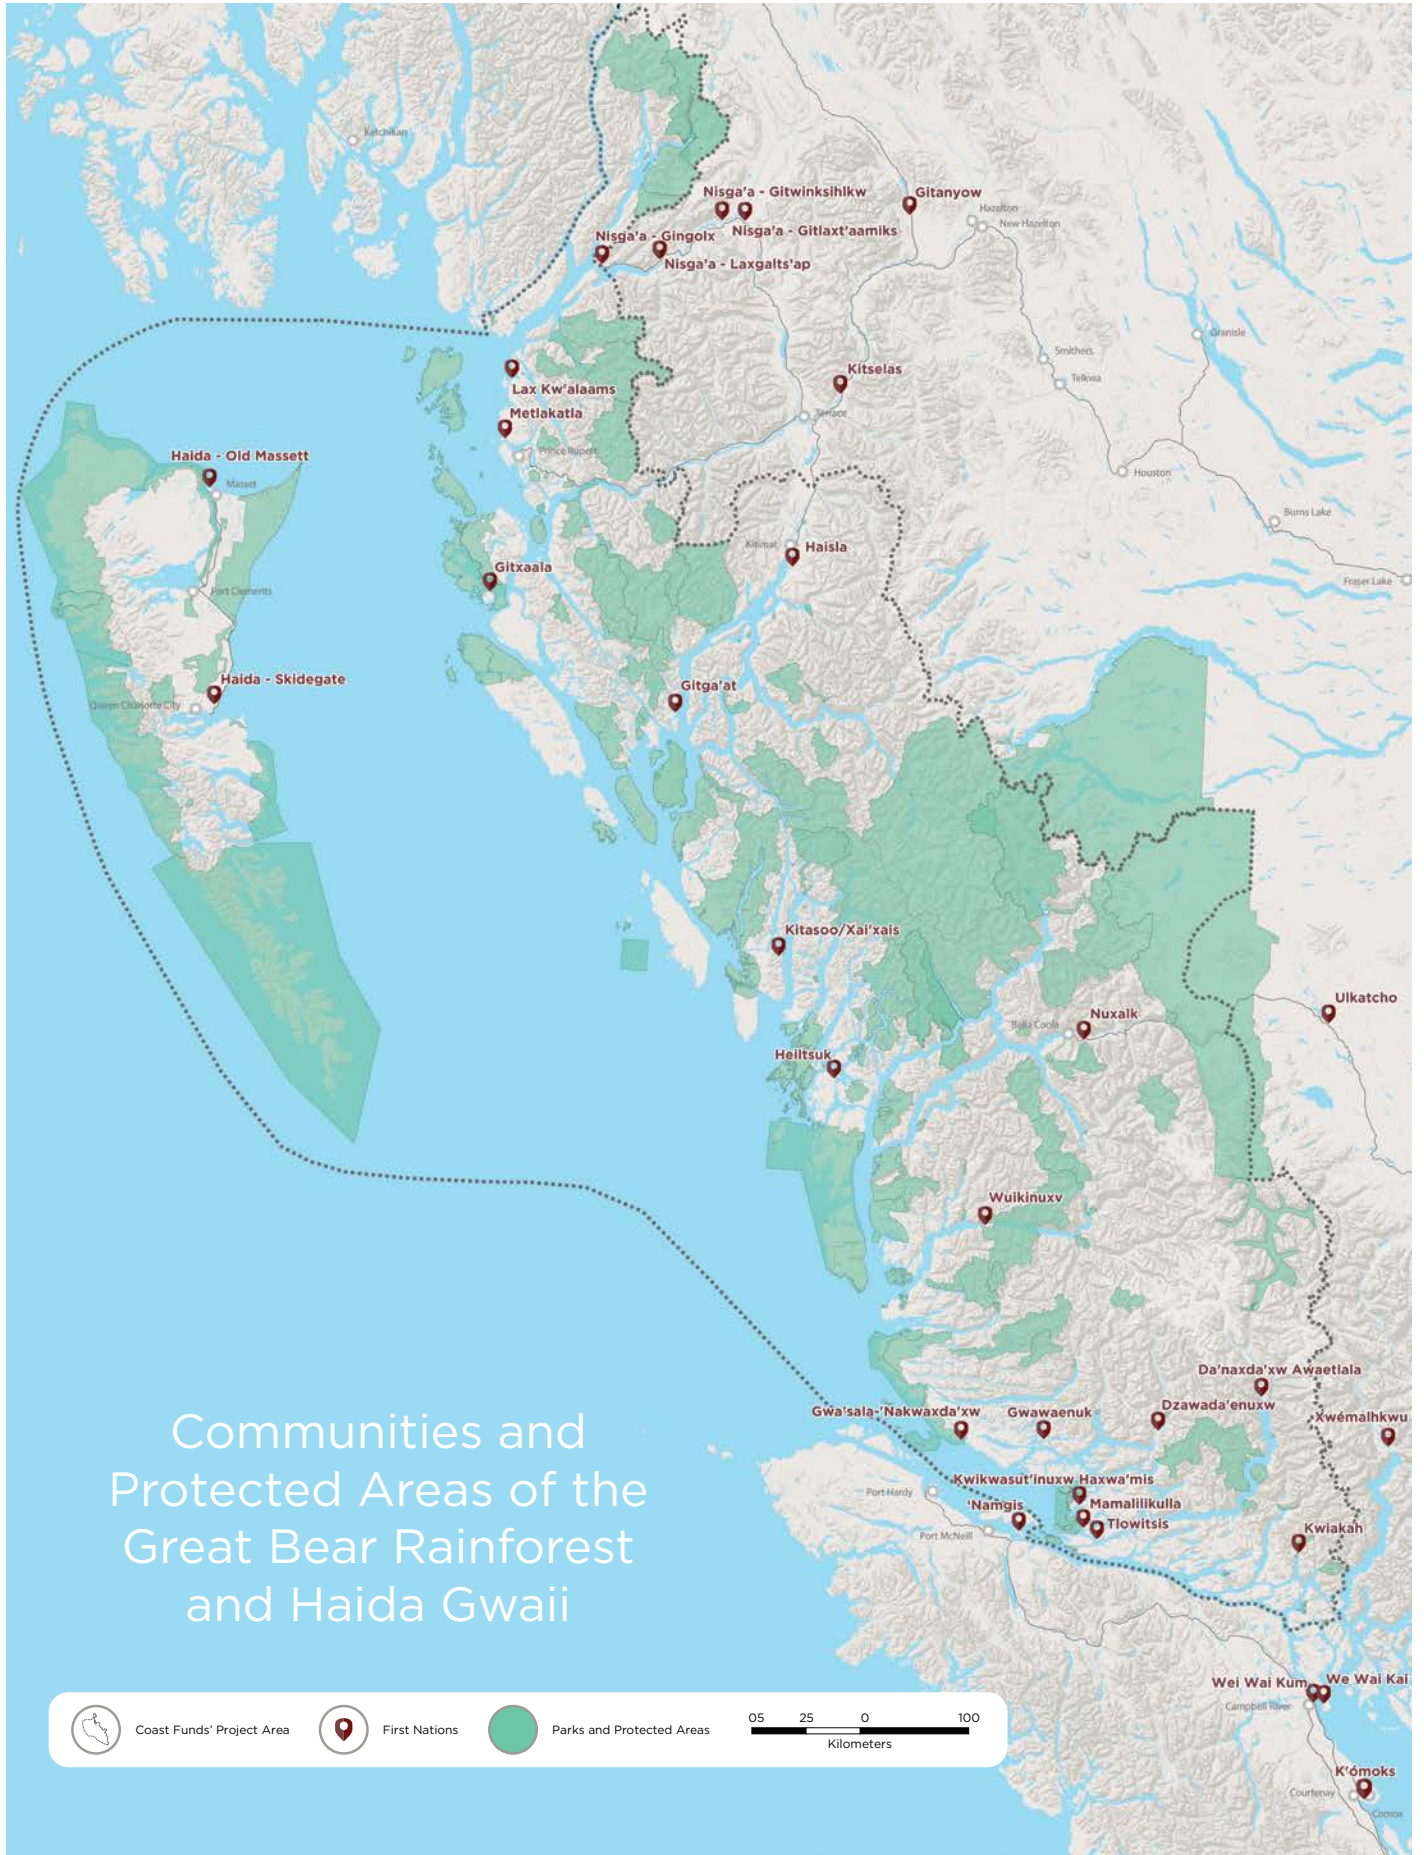 Ketchikan
Nisga'a - Gitwinksihlkw
Gitanyow
Hazelton
New Hazelton
Nisga'a - Gitlaxt'aamiks
Nisga'a - Gingolx
Nisga'a - Laxgalts'ap
Granisle
Smithers
Telkwa
Kitselas
Lax Kw'alaams
Metlakatla
Terrace
Prince Rupert
Haida - Old Massett
Masset
Houston
Burns Lake
Kitimat
Haisla
Gitxaala
Fraser Lake
Port Clements
Haida - Skidegate
Queen Charlotte City
Gitga'at
Kitasoo/Xai'xais
Ulkatcho
Nuxalk
Bella Coola
Heiltsuk
Wuikinuxv
Da'naxda'xw Awaetlala
Dzawada'enuxw
Gwa'sala-'Nakwaxda'xw
Gwawaenuk
Xwémalhkwu
Kwikwasut'inuxw Haxwa'mis
Port Hardy
'Namgis
Mamalilikulla
Tlowitsis
Port McNeill
Kwiakah
Communities and
Protected Areas of the
Great Bear Rainforest
and Haida Gwaii
Wei Wai Kum
We Wai Kai
Campbell River
K'ómoks
Courtenay
Comox
Coast Funds' Project Area
First Nations
Parks and Protected Areas
05 25 0 100
Kilometers